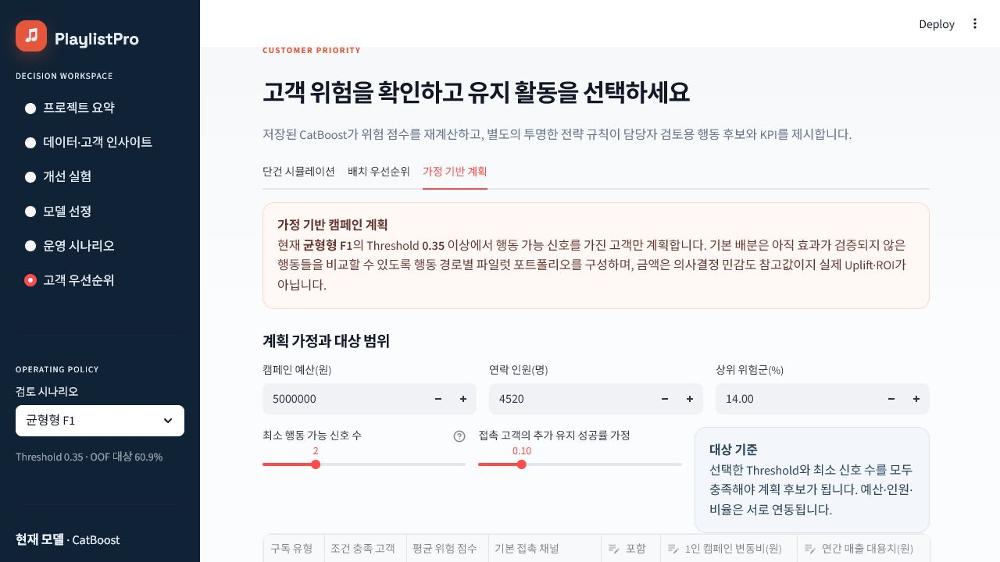 PlaylistPro
DECISION WORKSPACE
프로젝트 요약
데이터·고객 인사이트
개선 실험
모델 선정
운영 시나리오
고객 우선순위
OPERATING POLICY
검토 시나리오
균형형 F1
Threshold 0.35 · OOF 대상 60.9%
현재 모델 · CatBoost
Deploy
CUSTOMER PRIORITY
고객 위험을 확인하고 유지 활동을 선택하세요
저장된 CatBoost가 위험 점수를 재계산하고, 별도의 투명한 전략 규칙이 담당자 검토용 행동 후보와 KPI를 제시합니다.
단건 시뮬레이션 배치 우선순위 가정 기반 계획
가정 기반 캠페인 계획
현재 균형형 F1의 Threshold 0.35 이상에서 행동 가능 신호를 가진 고객만 계획합니다. 기본 배분은 아직 효과가 검증되지 않은
행동들을 비교할 수 있도록 행동 경로별 파일럿 포트폴리오를 구성하며, 금액은 의사결정 민감도 참고값이지 실제 Uplift·ROI가
아닙니다.
계획 가정과 대상 범위
캠페인 예산(원) 연락 인원(명) 상위 위험군(%)
5000000 4520 14.00
최소 행동 가능 신호 수 접촉 고객의 추가 유지 성공률 가정
2 0.10
대상 기준
선택한 Threshold와 최소 신호 수를 모두
충족해야 계획 후보가 됩니다. 예산·인원·
비율은 서로 연동됩니다.
구독 유형 조건 충족 고객 평균 위험 점수 기본 접촉 채널 포함 1인 캠페인 변동비(원) 연간 매출 대용치(원)